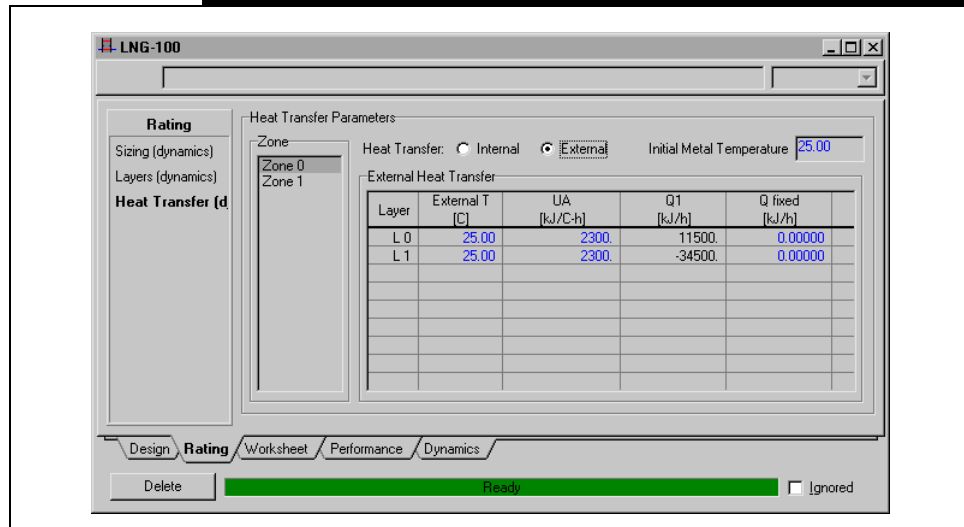 LNG-100
Rating
Sizing (dynamics)
Layers (dynamics)
Heat Transfer (d
Heat Transfer Parameters
Zone
Zone 0
Zone 1
Heat Transfer: Internal External Initial Metal Temperature 25.00
External Heat Transfer
Layer External T [C] UA [kJ/C-h] Q1 [kJ/h] Q fixed [kJ/h]
L 0 25.00 2300. 11500. 0.00000
L 1 25.00 2300. -34500. 0.00000
Design Rating Worksheet Performance Dynamics
Delete Ready Ignored